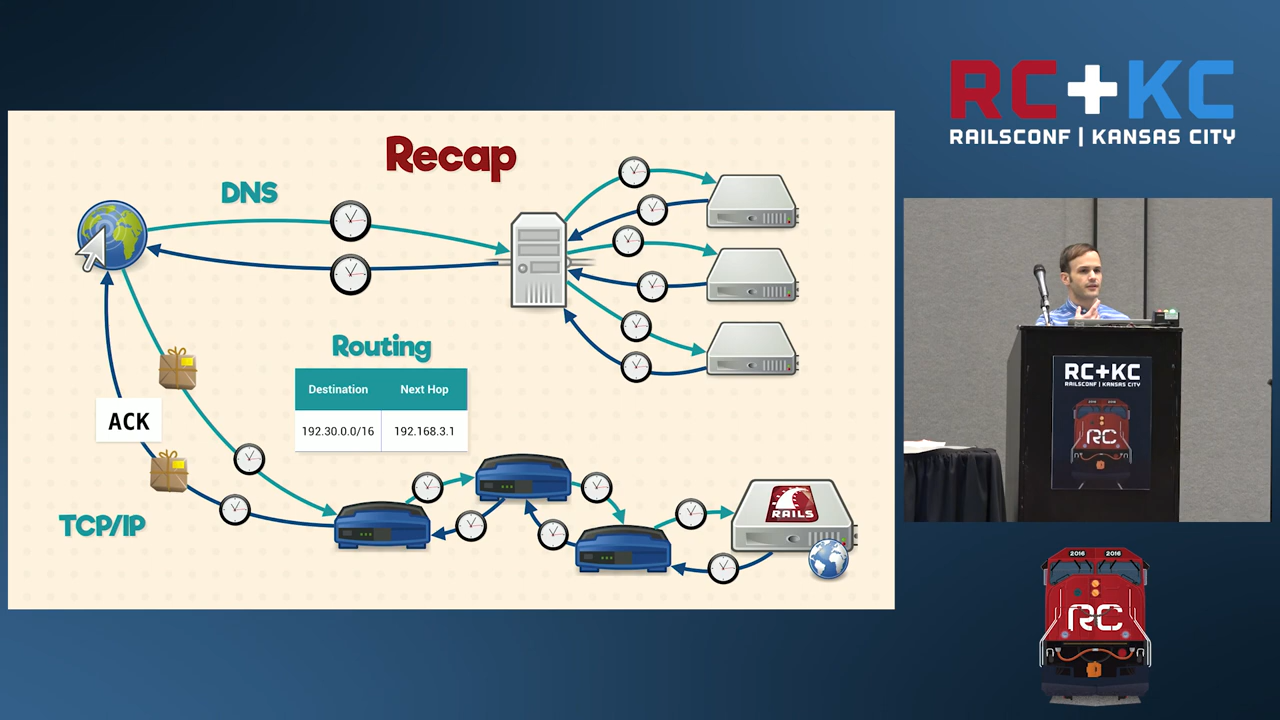 Recap
DNS
Routing
Destination Next Hop
192.30.0.0/16 192.168.3.1
ACK
TCP/IP
RAILS
RC+KC
RAILSCONF | KANSAS CITY
RC+KC
RAILSCONF | KANSAS CITY
RC
2016 2016
RC